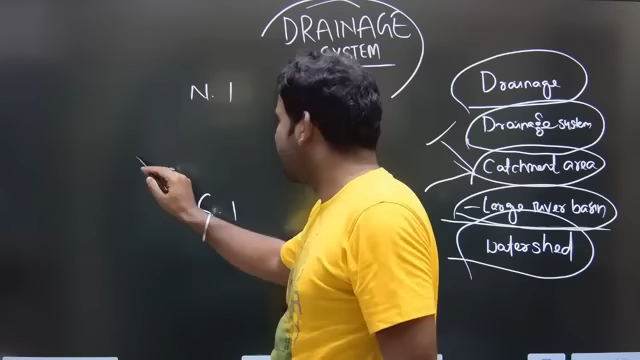 DRAINAGE
SYSTEM
N. I
Drainage
Drainage system
Catchment area
- Large river basin
watershed